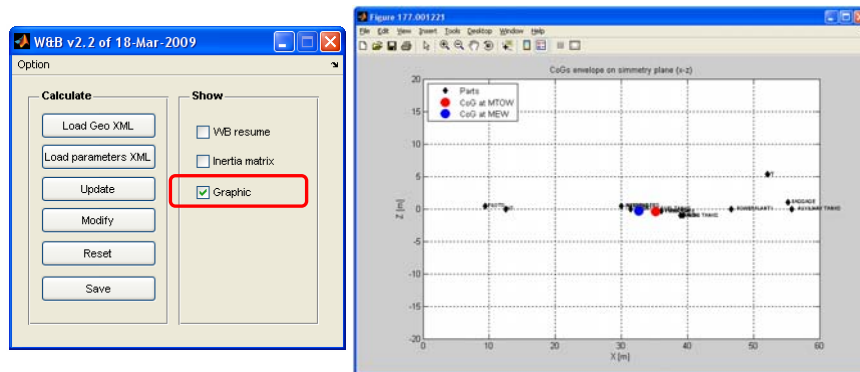 W&B v2.2 of 18-Mar-2009
Option
Calculate
Load Geo XML
Load parameters XML
Update
Modify
Reset
Save
Show
WB resume
Inertia matrix
Graphic
Figure 177.001221
File Edit View Insert Tools Desktop Window Help
CoGs envelope on simmetry plane (x-z)
Parts
CoG at MTOW
CoG at MEW
Z [m]
20
15
10
5
0
-5
-10
-15
-20
POWERPLANT1
BAGGAGE
AUXILIARY TANKS
0 10 20 30 40 50 60
X [m]